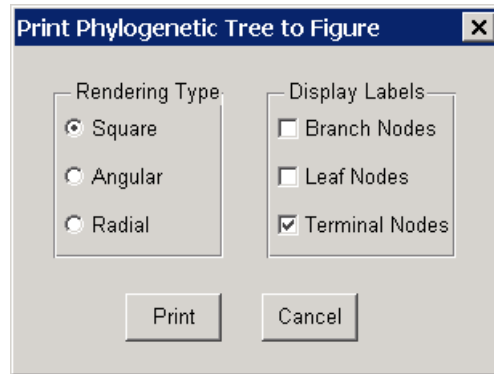 Print Phylogenetic Tree to Figure
Rendering Type
Square
Angular
Radial
Display Labels
Branch Nodes
Leaf Nodes
Terminal Nodes
Print
Cancel